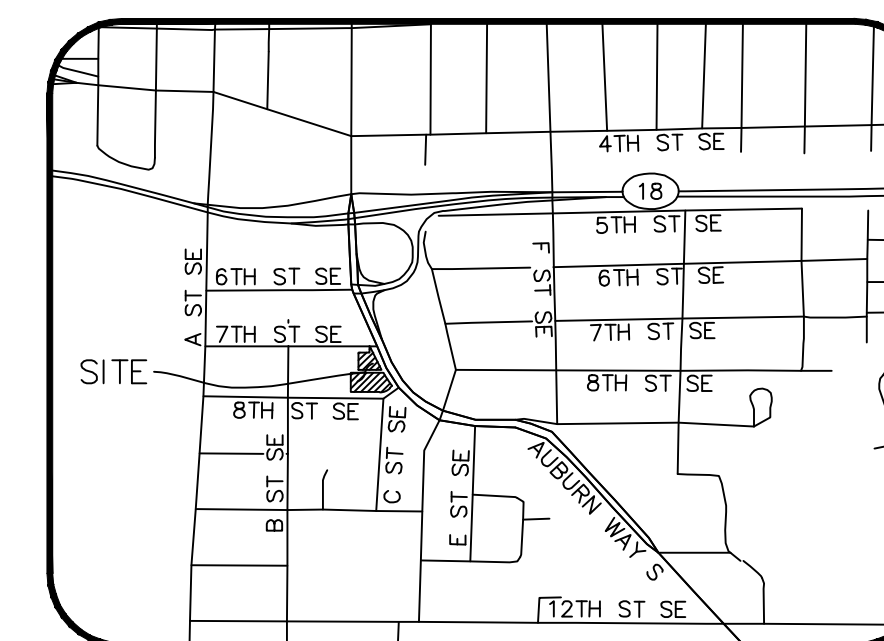 4TH ST SE
18
5TH ST SE
F ST SE
A ST SE
6TH ST SE
6TH ST SE
7TH ST SE
7TH ST SE
SITE
8TH ST SE
8TH ST SE
B ST SE
C ST SE
E ST SE
AUBURN WAY S
12TH ST SE